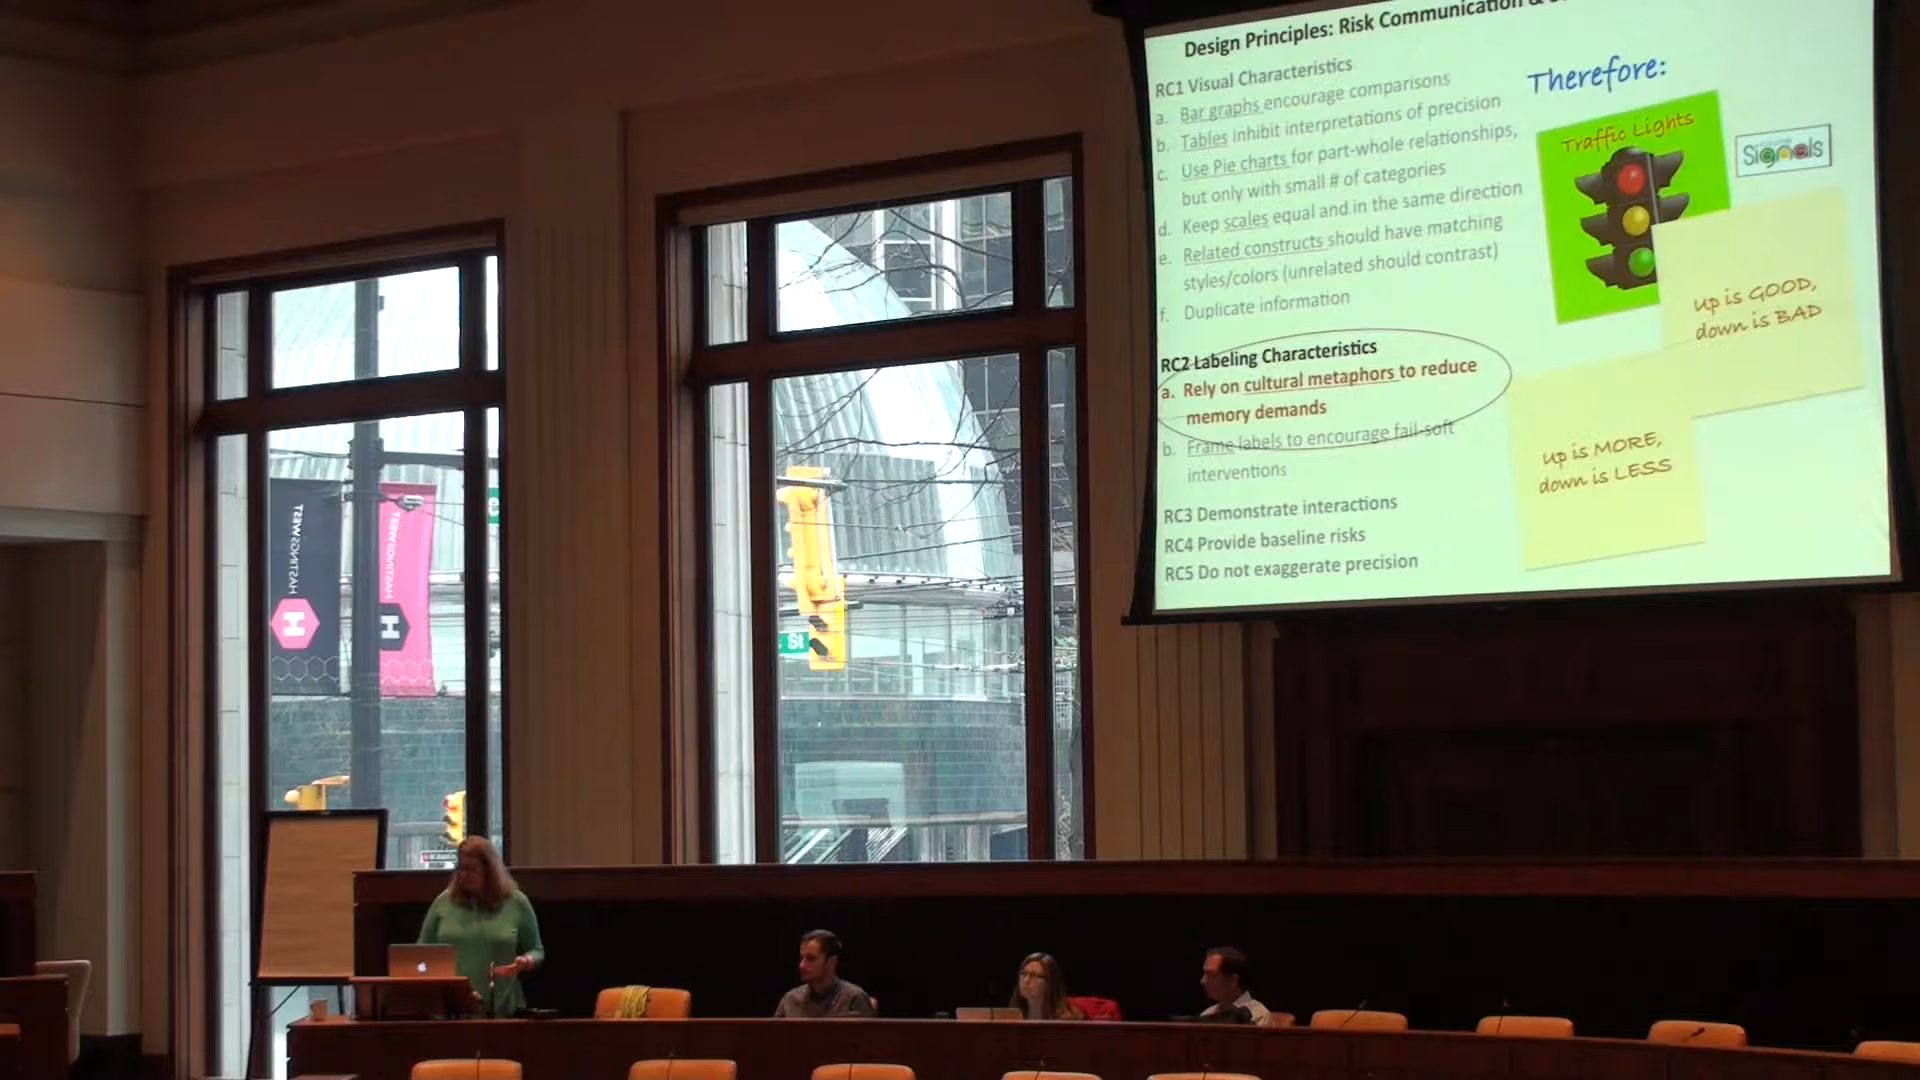 Design Principles: Risk Communication &
RC1 Visual Characteristics
a. Bar graphs encourage comparisons
b. Tables inhibit interpretations of precision
c. Use Pie charts for part-whole relationships,
but only with small # of categories
d. Keep scales equal and in the same direction
e. Related constructs should have matching
styles/colors (unrelated should contrast)
f. Duplicate information
RC2 Labeling Characteristics
a. Rely on cultural metaphors to reduce
memory demands
b. Frame labels to encourage fail-soft
interventions
RC3 Demonstrate interactions
RC4 Provide baseline risks
RC5 Do not exaggerate precision
Therefore:
Traffic Lights
Signals
up is GOOD,
down is BAD
up is MORE,
down is LESS
HASTINGS WEST
H
HASTINGS WEST
H
St